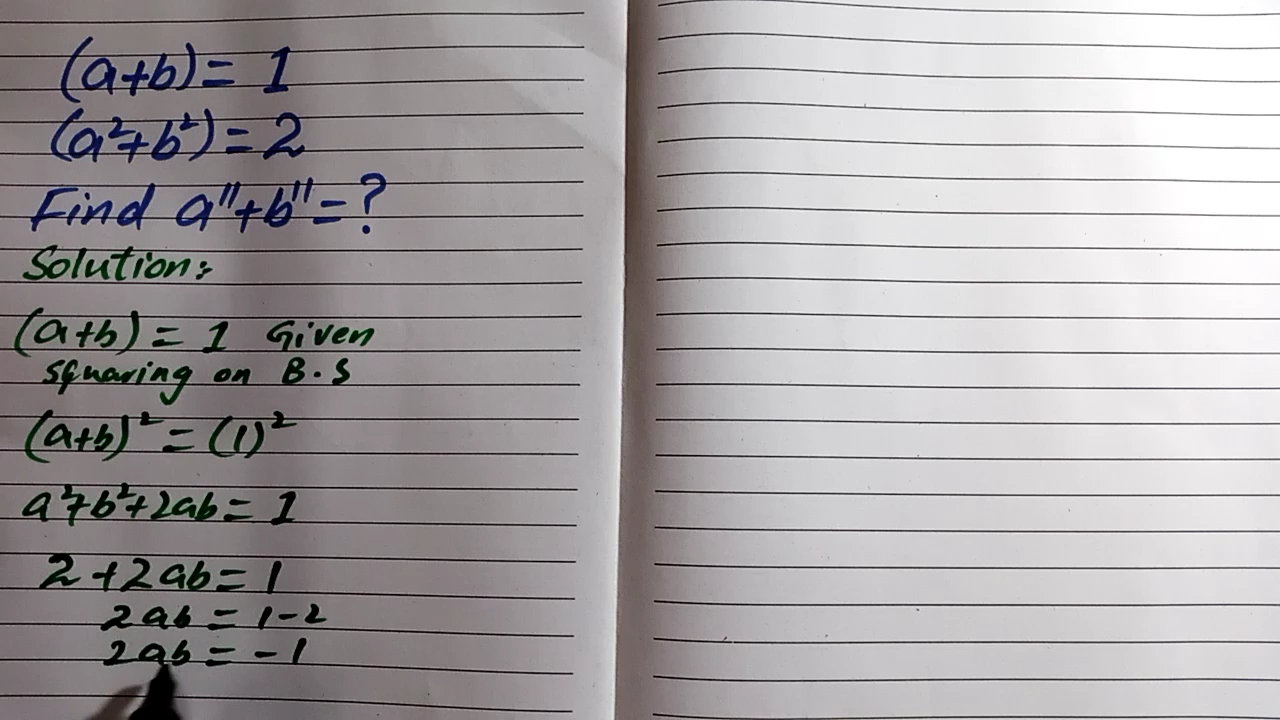 (a+b) = 1
(a²+b²) = 2
Find a¹¹+b¹¹ = ?
Solution:
(a+b) = 1 Given
squaring on B.S
(a+b)² = (1)²
a²+b²+2ab = 1
2 + 2ab = 1
2ab = 1-2
2ab = -1